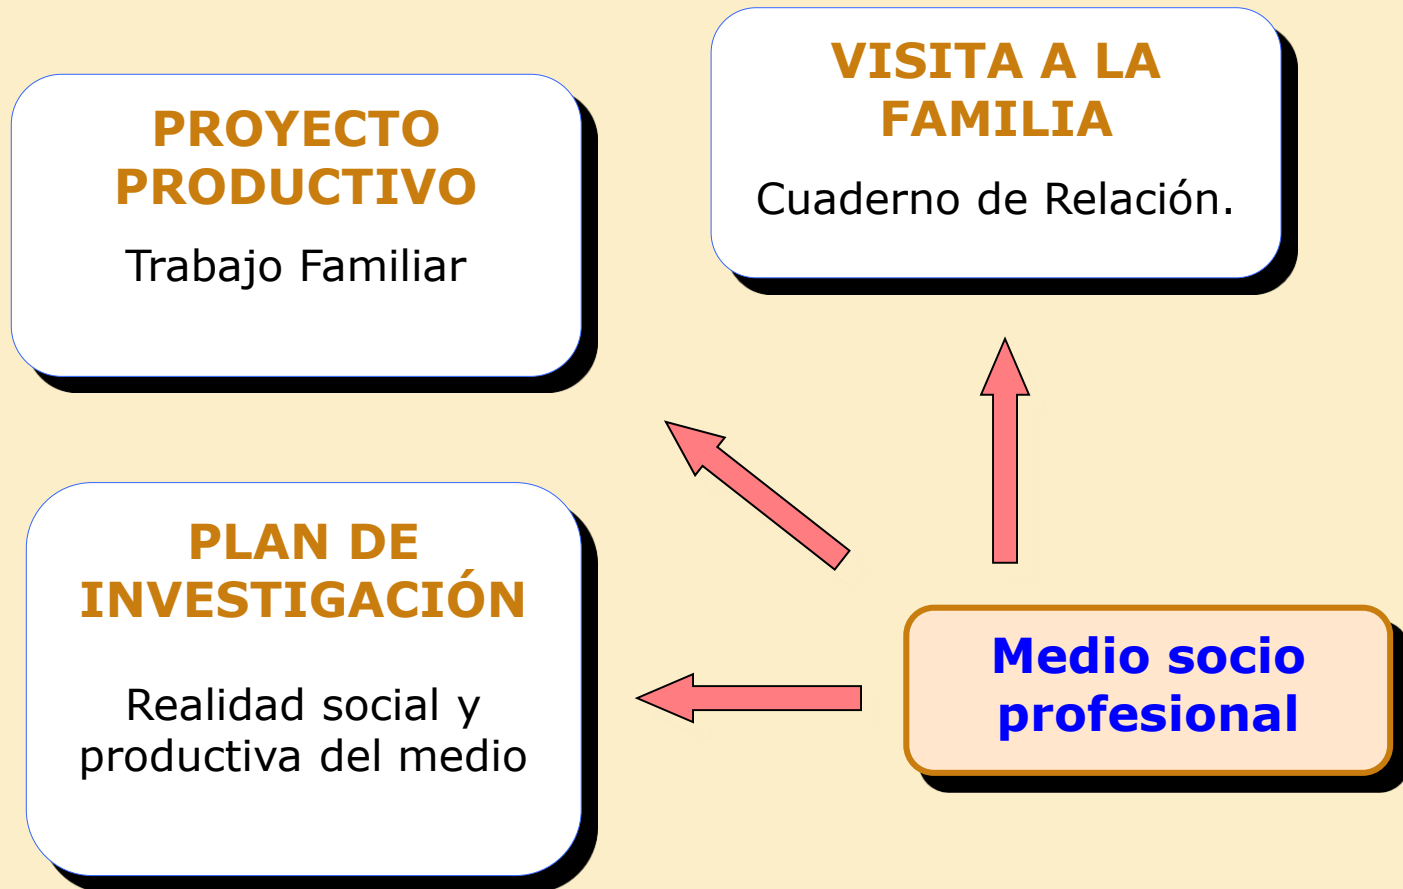 PROYECTO
PRODUCTIVO
Trabajo Familiar
VISITA A LA
FAMILIA
Cuaderno de Relación.
PLAN DE
INVESTIGACIÓN
Realidad social y
productiva del medio
Medio socio
profesional